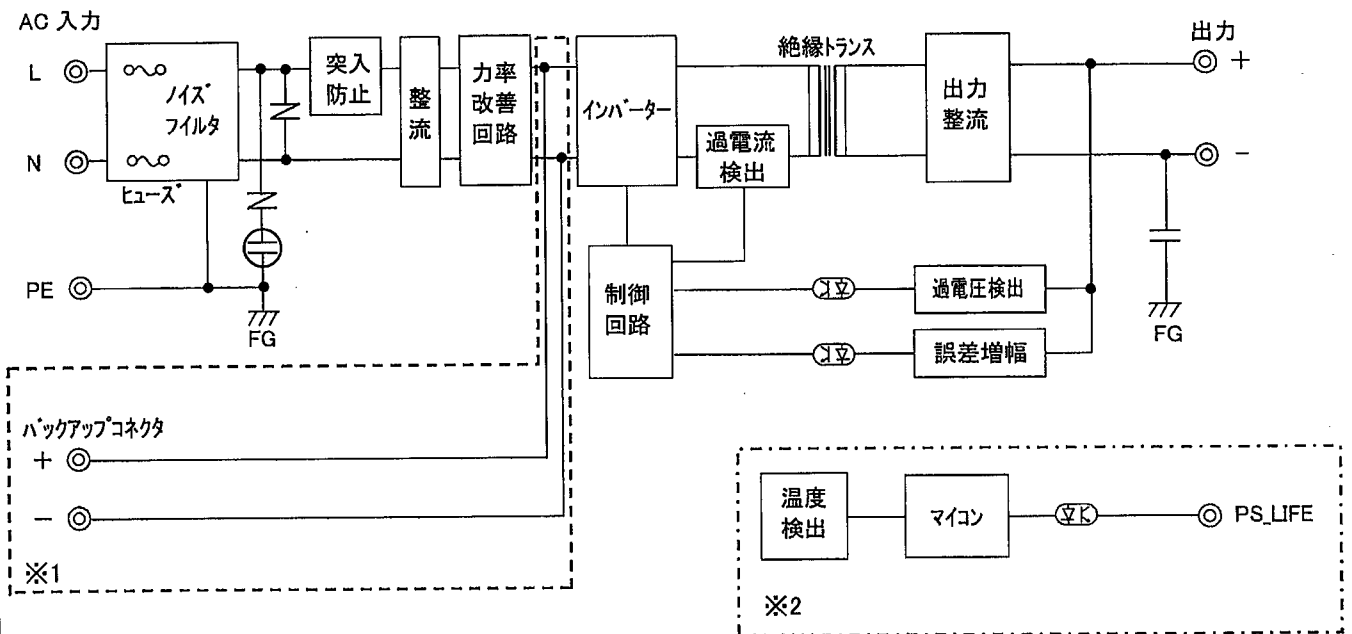 AC 入力
L
N
PE
ノイズ
フイルタ
ヒューズ
突入
防止
整
流
力率
改善
回路
FG
インバーター
過電流
検出
絶縁トランス
出力
整流
出力
+
-
制御
回路
過電圧検出
誤差増幅
FG
バックアップコネクタ
+
-
※1
温度
検出
マイコン
PS_LIFE
※2